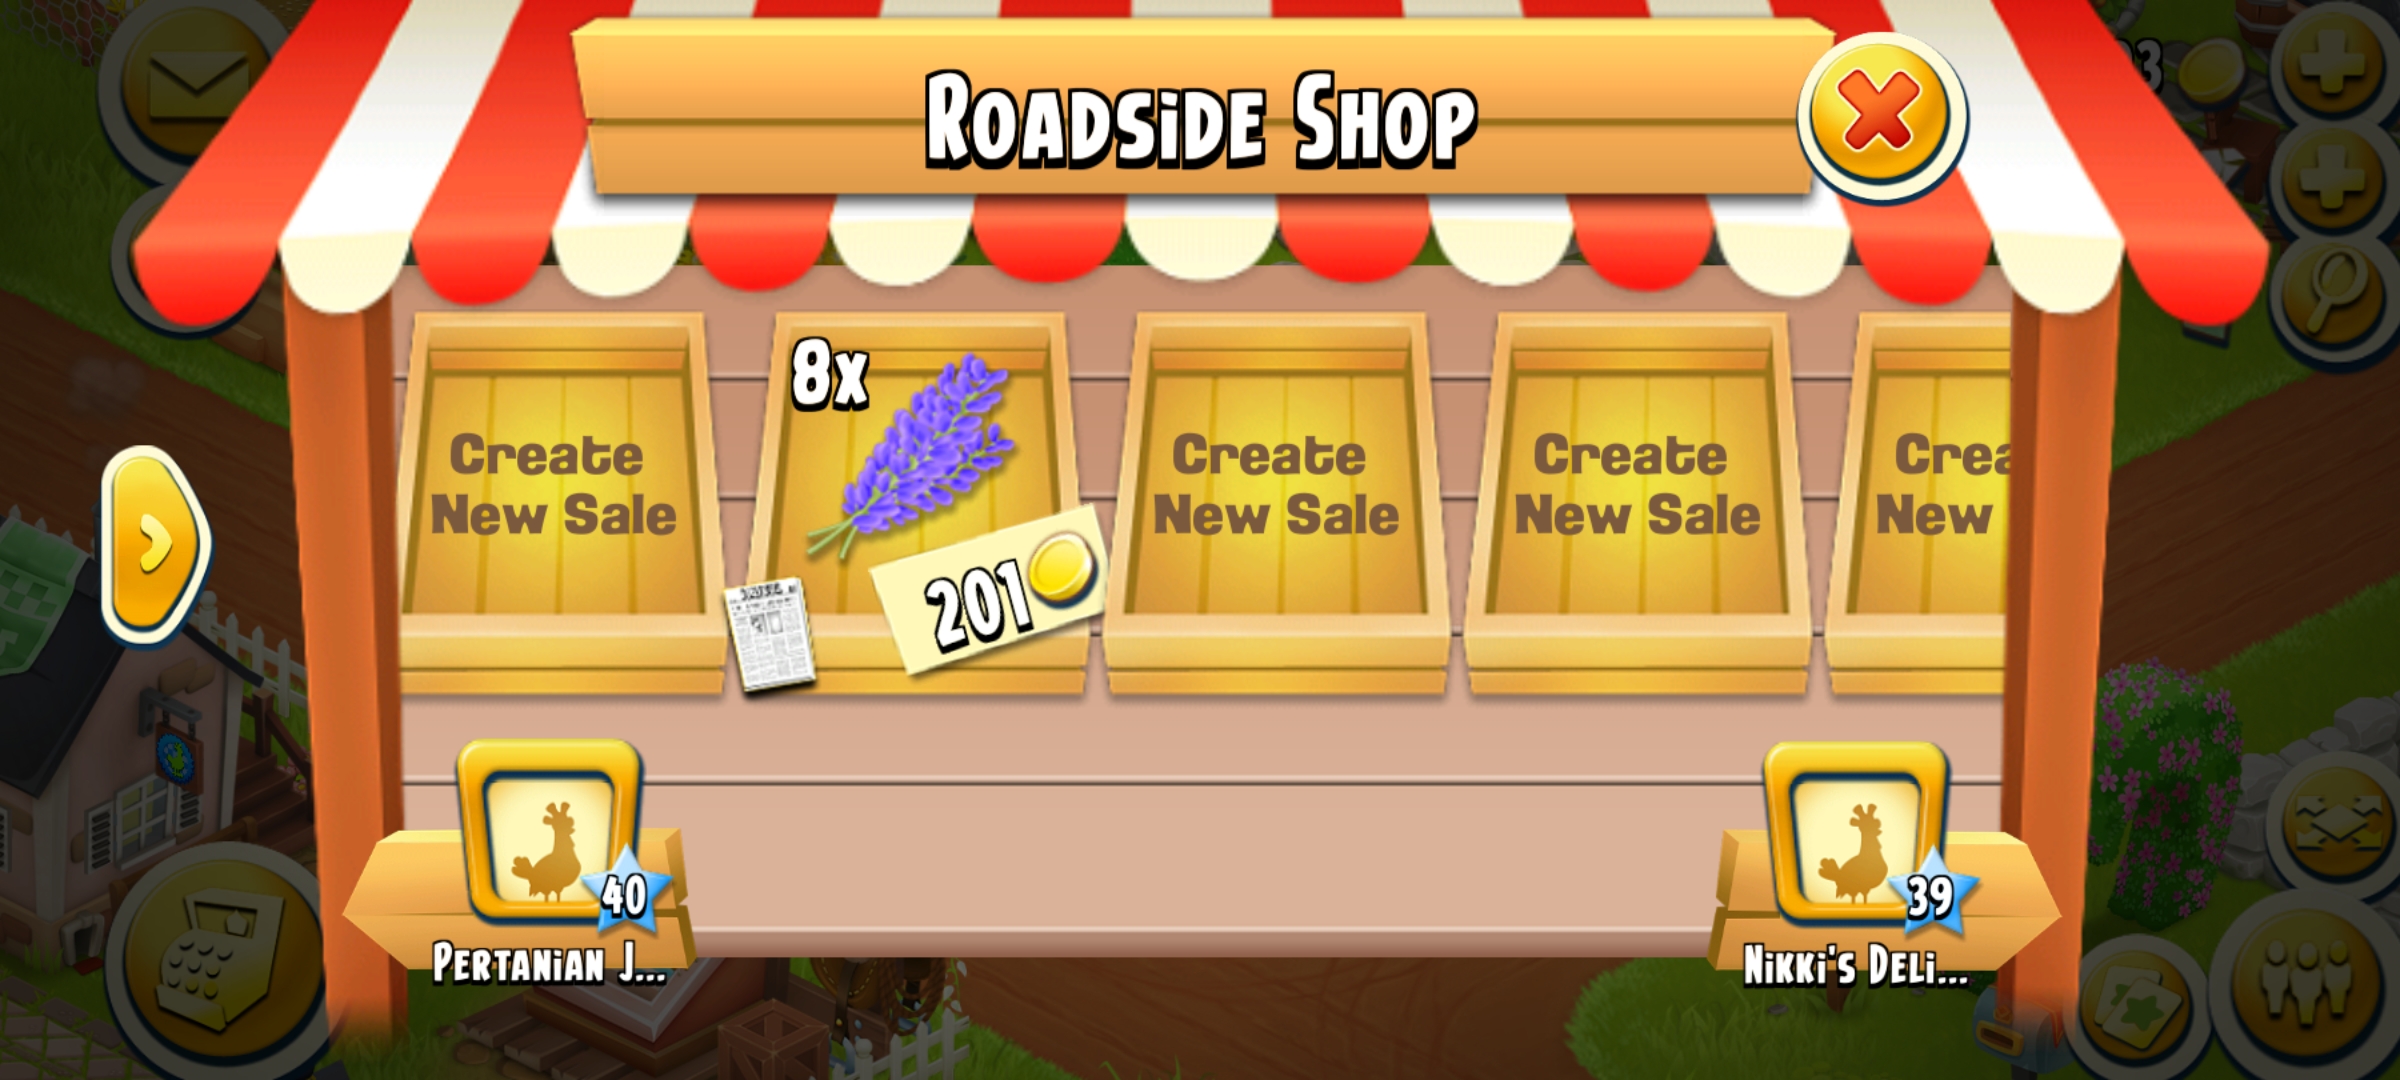 ROADSiDE SHOP
Create
New Sale
8x
201
Create
New Sale
Create
New Sale
Crea
New
40
PERTANiAN J...
39
NiKKi'S DELi...